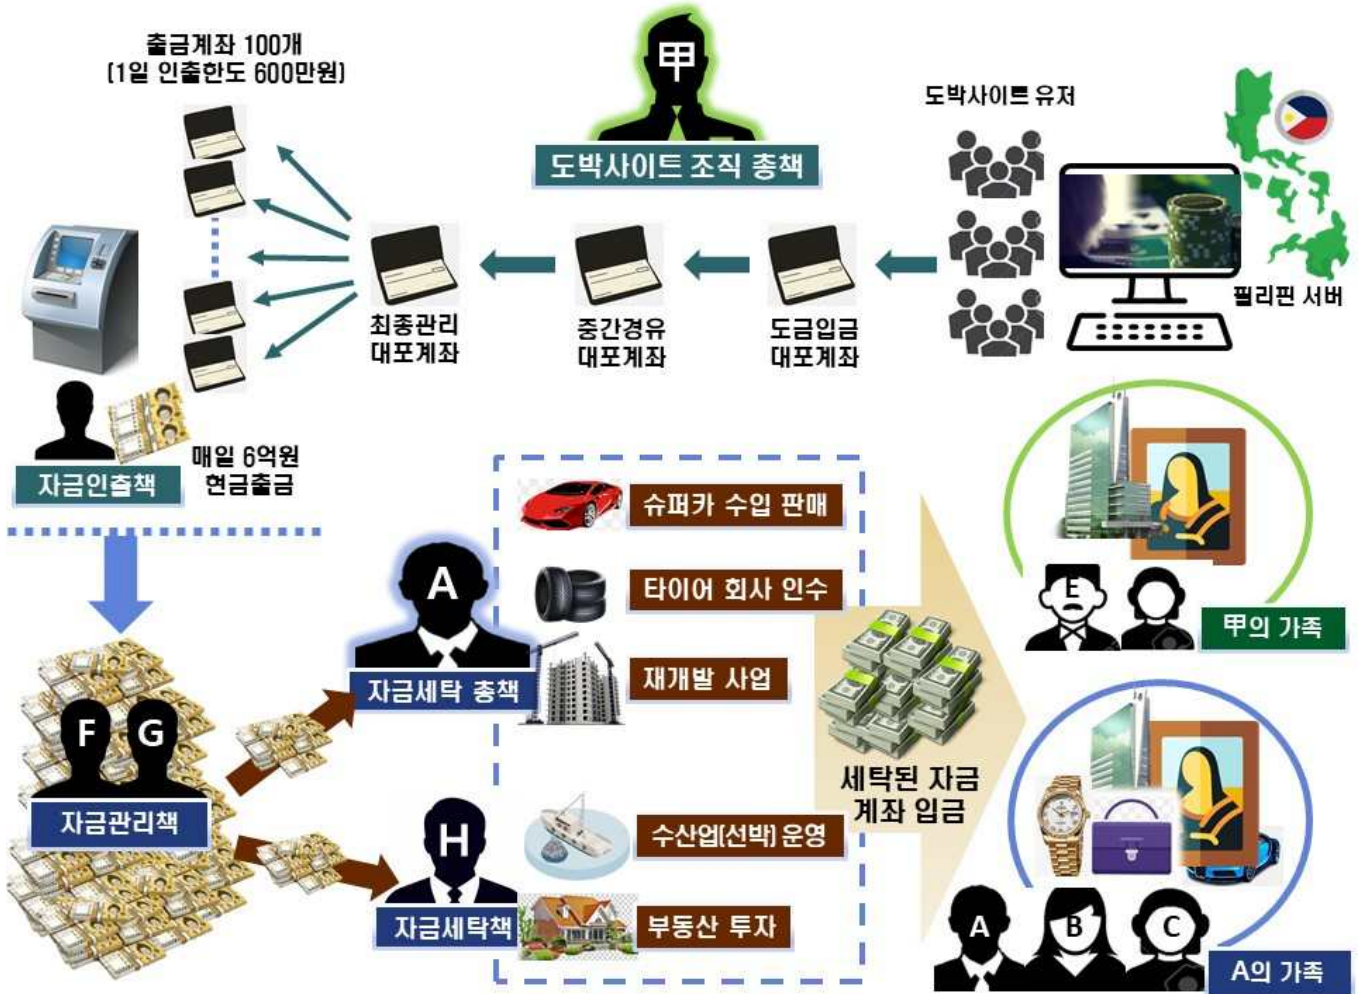 출금계좌 100개
(1일 인출한도 600만원)
甲
도박사이트 조직 총책
도박사이트 유저
필리핀 서버
최종관리
대포계좌
중간경유
대포계좌
도금입금
대포계좌
자금인출책
매일 6억원
현금출금
슈퍼카 수입 판매
A
타이어 회사 인수
E
甲의 가족
자금세탁 총책
재개발 사업
F G
자금관리책
세탁된 자금
계좌 입금
H
수산업(선박) 운영
자금세탁책
부동산 투자
A B C
A의 가족